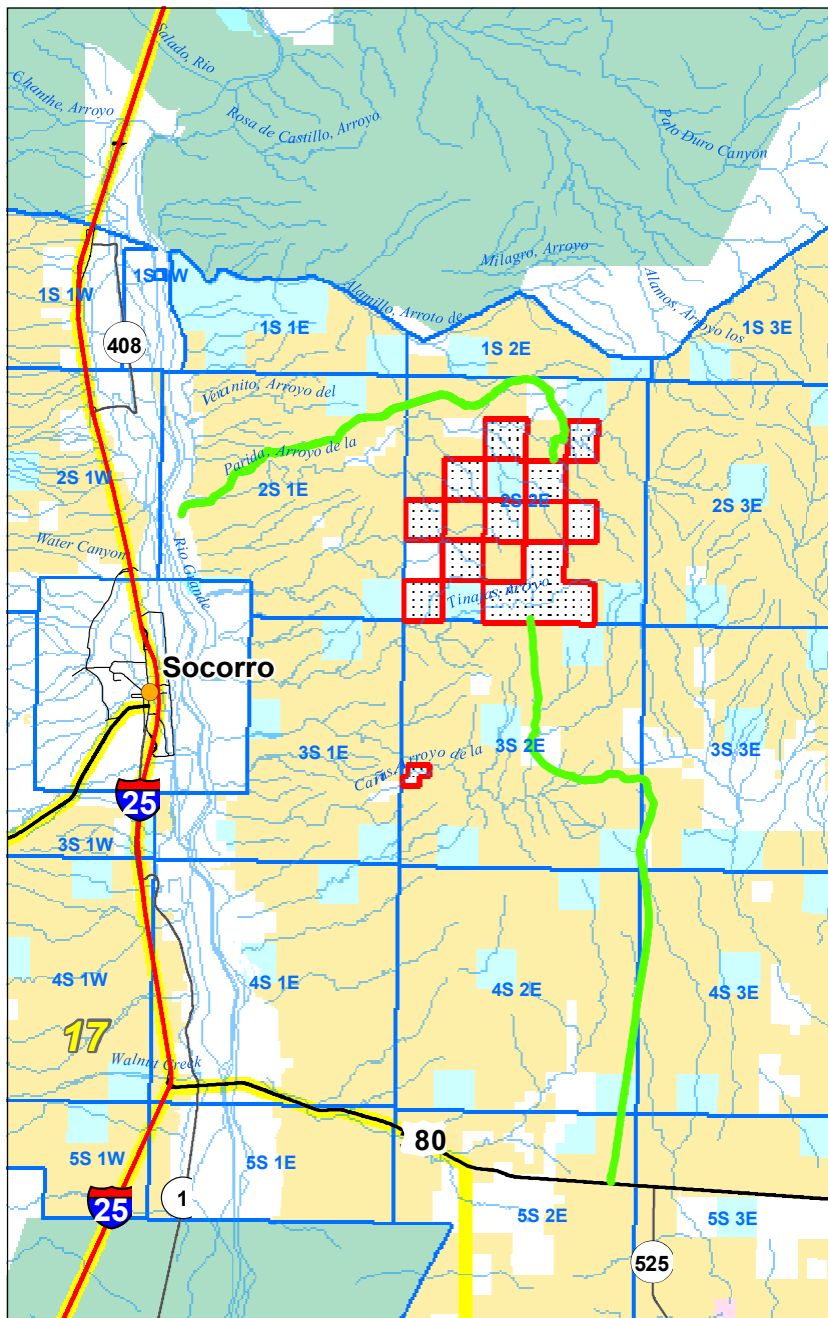 Salado, Rio
Chanthe, Arroyo
Rosa de Castillo, Arroyo
Palo Duro Canyon
Milagro, Arroyo
1S 1W
1S 1W
Alamillo, Arroto de
Alamos, Arroyo los
1S 1E
1S 3E
408
1S 2E
Veranito, Arroyo del
Parida, Arroyo de la
2S 1W
2S 1E
2S 2E
2S 3E
Water Canyon
Rio Grande
Tinajas Arroyo
Socorro
3S 1E
3S 2E
3S 3E
Arroyo de la
25
3S 1W
4S 1W
4S 1E
4S 2E
4S 3E
17
Walnut Creek
80
5S 1W
5S 1E
25
1
5S 2E
5S 3E
525